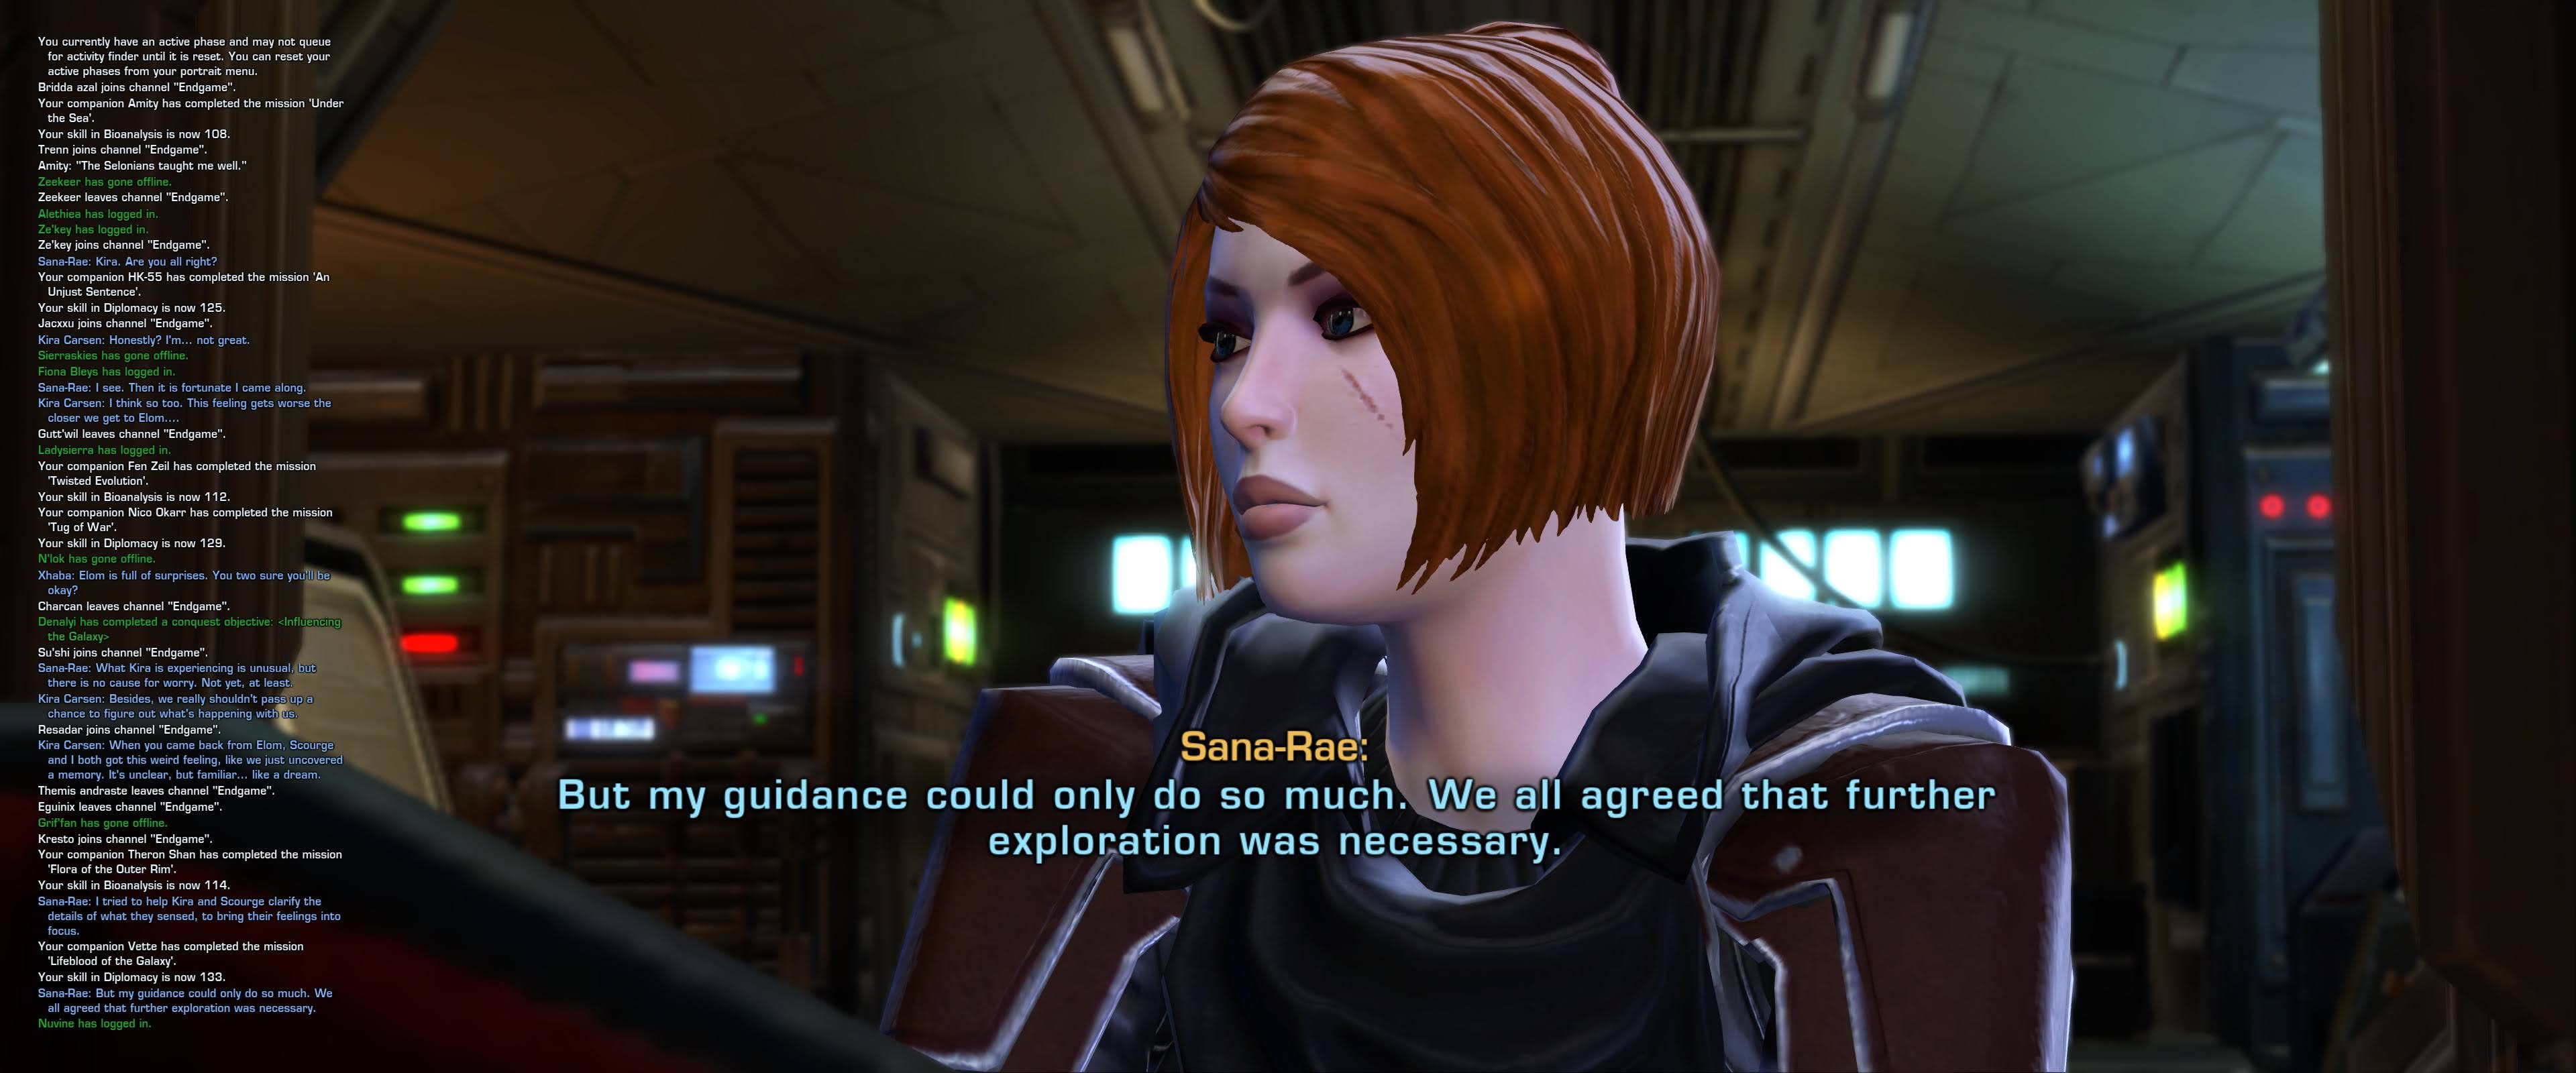 You currently have an active phase and may not queue
for activity finder until it is reset. You can reset your
active phases from your portrait menu.
Bridda azal joins channel "Endgame".
Your companion Amity has completed the mission 'Under
the Sea'.
Your skill in Bioanalysis is now 108.
Trenn joins channel "Endgame".
Amity: "The Selonians taught me well."
Zeekeer has gone offline.
Zeekeer leaves channel "Endgame".
Alethiea has logged in.
Ze'key has logged in.
Ze'key joins channel "Endgame".
Sana-Rae: Kira. Are you all right?
Your companion HK-55 has completed the mission 'An
Unjust Sentence'.
Your skill in Diplomacy is now 125.
Jacxxu joins channel "Endgame".
Kira Carsen: Honestly? I'm... not great.
Sierraskies has gone offline.
Fiona Bleys has logged in.
Sana-Rae: I see. Then it is fortunate I came along.
Kira Carsen: I think so too. This feeling gets worse the
closer we get to Elom....
Gutt'wil leaves channel "Endgame".
Ladysierra has logged in.
Your companion Fen Zeil has completed the mission
'Twisted Evolution'.
Your skill in Bioanalysis is now 112.
Your companion Nico Okarr has completed the mission
'Tug of War'.
Your skill in Diplomacy is now 129.
N'lok has gone offline.
Xhaba: Elom is full of surprises. You two sure you'll be
okay?
Charcan leaves channel "Endgame".
Denalyi has completed a conquest objective: <Influencing
the Galaxy>
Su'shi joins channel "Endgame".
Sana-Rae: What Kira is experiencing is unusual, but
there is no cause for worry. Not yet, at least.
Kira Carsen: Besides, we really shouldn't pass up a
chance to figure out what's happening with us.
Resadar joins channel "Endgame".
Kira Carsen: When you came back from Elom, Scourge
and I both got this weird feeling, like we just uncovered
a memory. It's unclear, but familiar... like a dream.
Themis andraste leaves channel "Endgame".
Eguinix leaves channel "Endgame".
Grif'fan has gone offline.
Kresto joins channel "Endgame".
Your companion Theron Shan has completed the mission
'Flora of the Outer Rim'.
Your skill in Bioanalysis is now 114.
Sana-Rae: I tried to help Kira and Scourge clarify the
details of what they sensed, to bring their feelings into
focus.
Your companion Vette has completed the mission
'Lifeblood of the Galaxy'.
Your skill in Diplomacy is now 133.
Sana-Rae: But my guidance could only do so much. We
all agreed that further exploration was necessary.
Nuvine has logged in.
Sana-Rae:
But my guidance could only do so much. We all agreed that further
exploration was necessary.